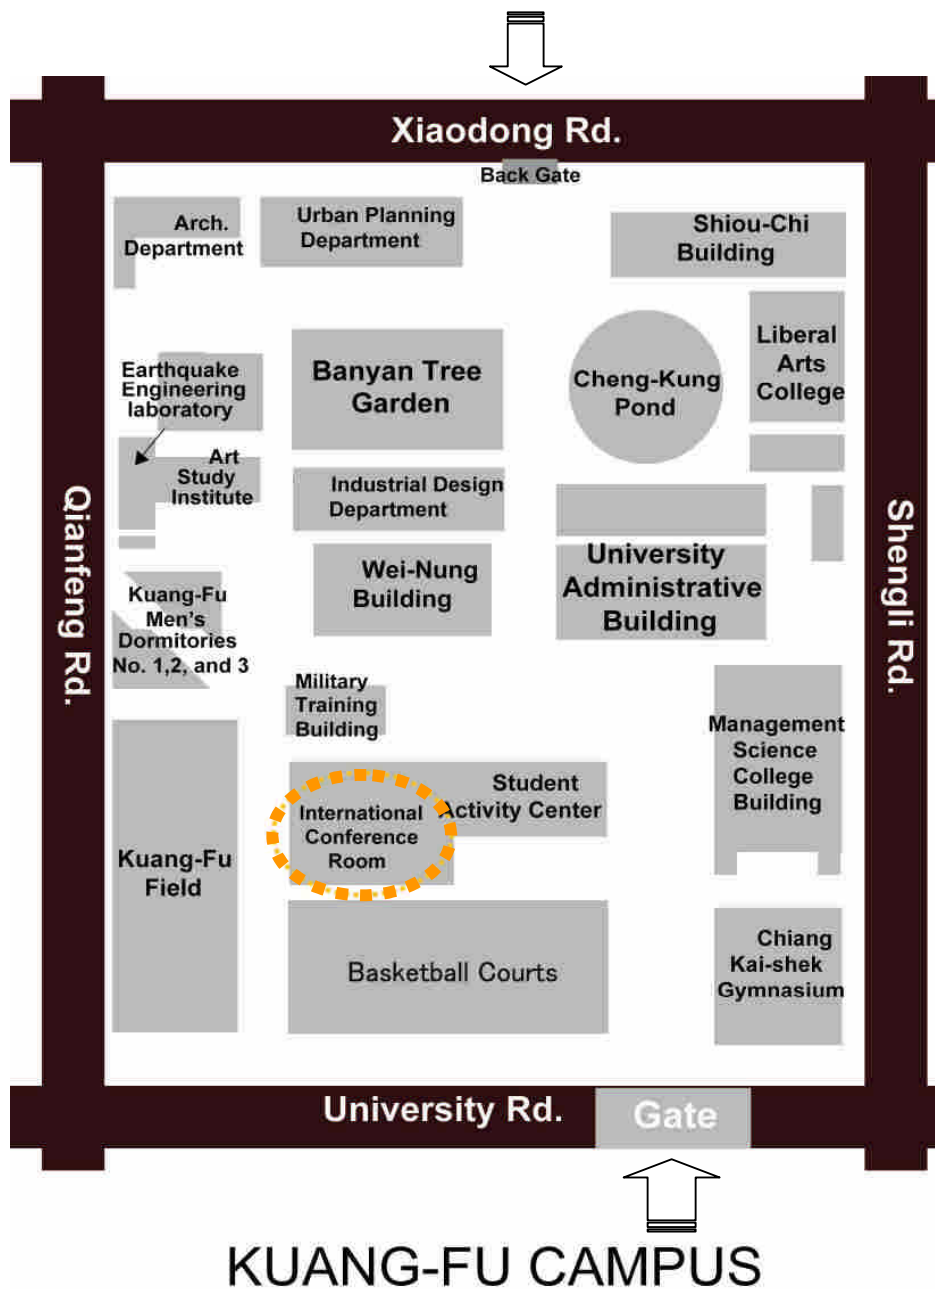 Xiaodong Rd.
Back Gate
Arch.
Department
Urban Planning
Department
Shiou-Chi
Building
Earthquake
Engineering
laboratory
Banyan Tree
Garden
Cheng-Kung
Pond
Liberal
Arts
College
Art
Study
Institute
Industrial Design
Department
Qianfeng Rd.
Shengli Rd.
Kuang-Fu
Men's
Dormitories
No. 1,2, and 3
Wei-Nung
Building
University
Administrative
Building
Military
Training
Building
Management
Science
College
Building
Student
Activity Center
International
Conference
Room
Kuang-Fu
Field
Basketball Courts
Chiang
Kai-shek
Gymnasium
University Rd.
Gate
KUANG-FU CAMPUS